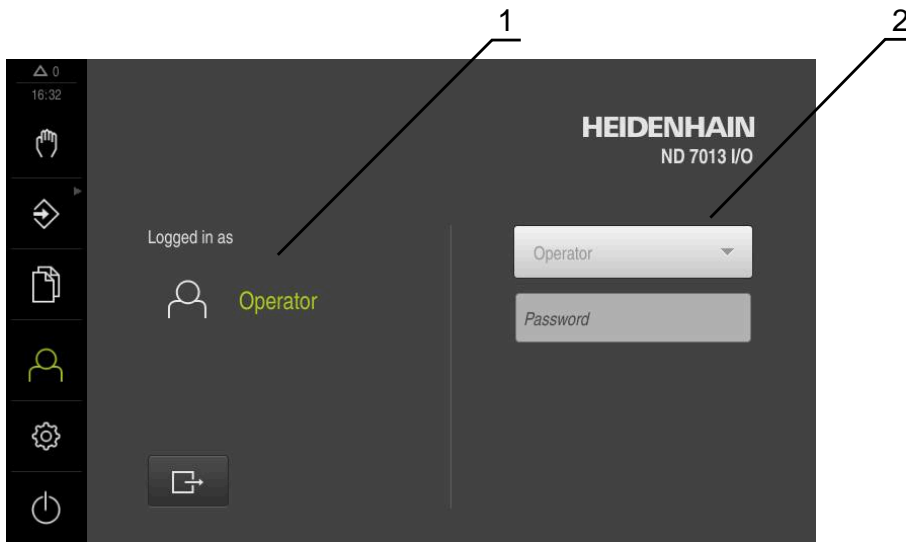 1
2
0
16:32
HEIDENHAIN
ND 7013 I/O
Logged in as
Operator
Operator
Password